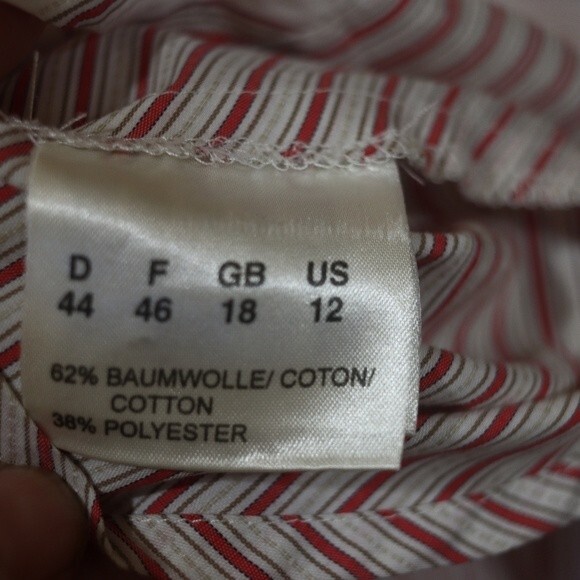 D F GB US
44 46 18 12
62% BAUMWOLLE/ COTON/
COTTON
38% POLYESTER